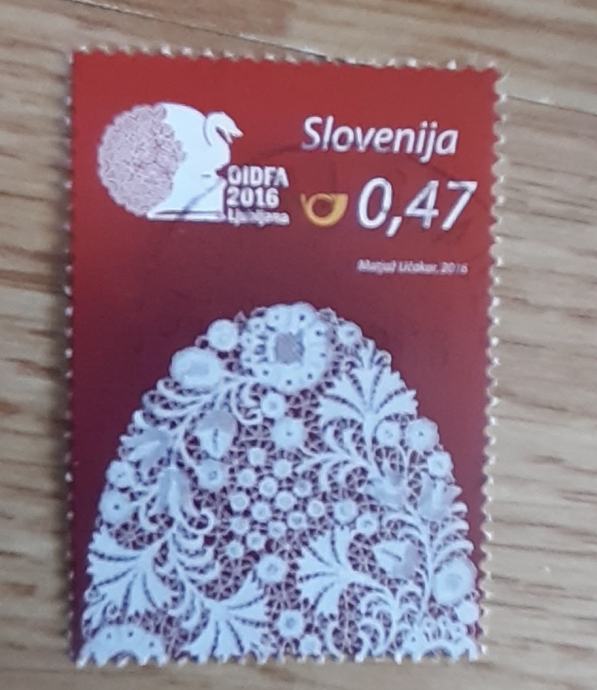 Slovenija
OIDFA
2016
Ljubljana
0,47
Matjaž Učakar, 2016